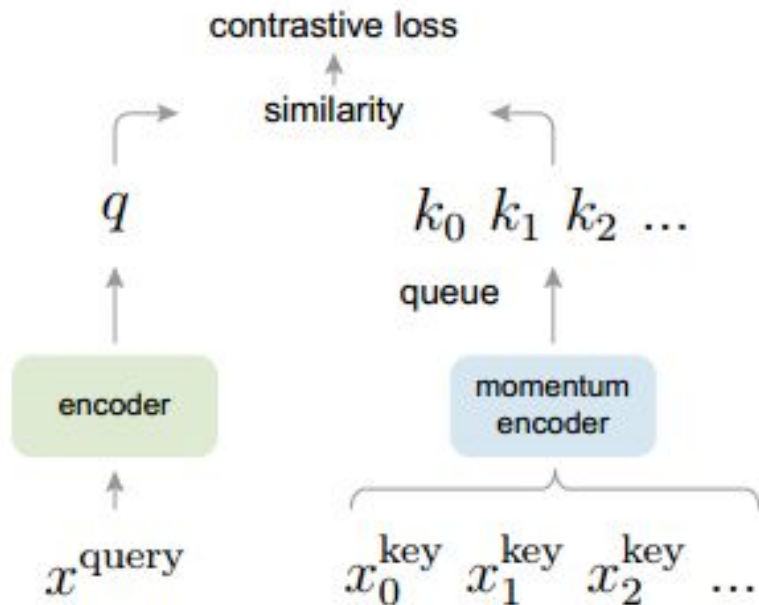 contrastive loss
similarity
q k₀ k₁ k₂ ...
queue
encoder
momentum
encoder
x^query x₀^key x₁^key x₂^key ...